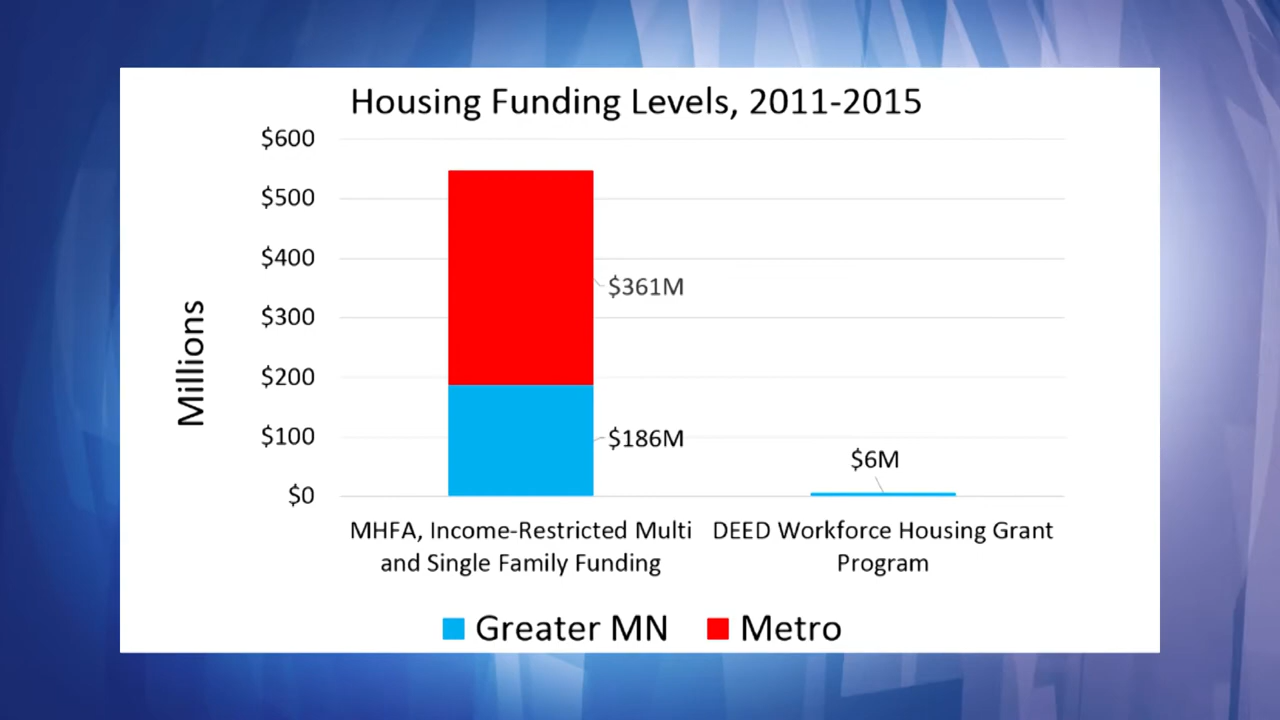 Housing Funding Levels, 2011-2015
$600
$500
$400
$300
$200
$100
$0
Millions
$361M
$186M
$6M
MHFA, Income-Restricted Multi
and Single Family Funding
DEED Workforce Housing Grant
Program
Greater MN
Metro